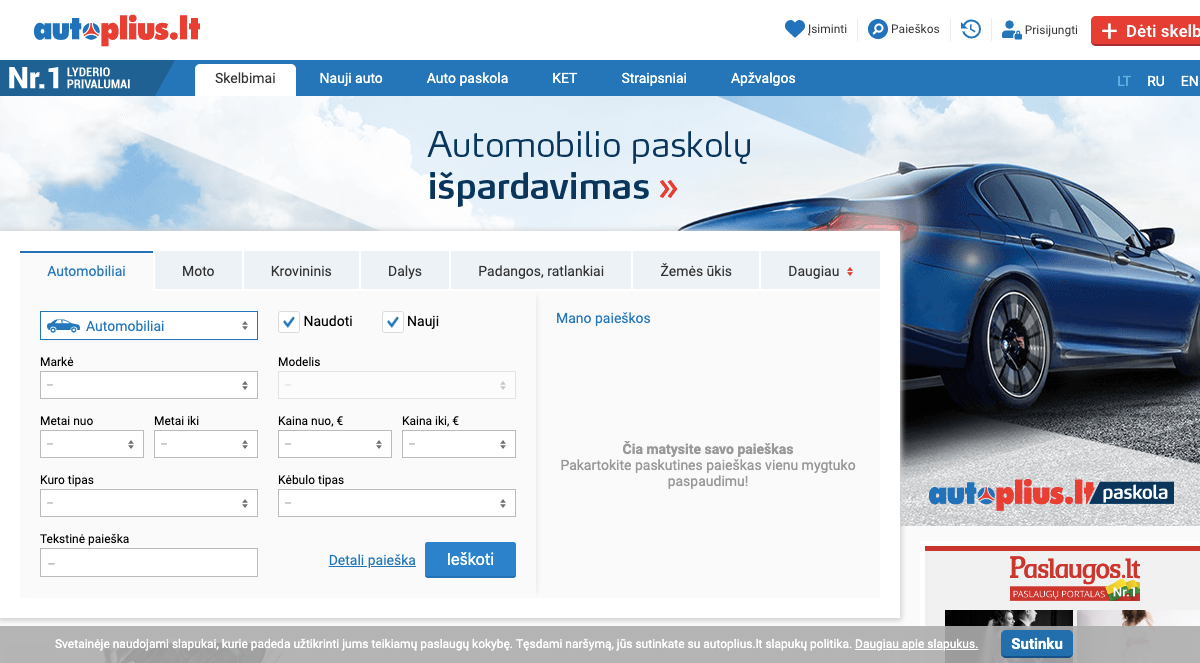 autoplius.lt
Įsiminti
Paieškos
Prisijungti
Dėti skelb
Nr.1 LYDERIO
PRIVALUMAI
Skelbimai
Nauji auto
Auto paskola
KET
Straipsniai
Apžvalgos
LT RU EN
Automobilio paskolų
išpardavimas »
Automobiliai
Moto
Krovininis
Dalys
Padangos, ratlankiai
Žemės ūkis
Daugiau
Automobiliai
Naudoti
Nauji
Mano paieškos
Markė
Modelis
–
–
Metai nuo
Metai iki
Kaina nuo, €
Kaina iki, €
–
–
–
–
Čia matysite savo paieškas
Pakartokite paskutines paieškas vienu mygtuko
paspaudimu!
Kuro tipas
Kėbulo tipas
–
–
autoplius.lt paskola
Tekstinė paieška
–
Detali paieška
Ieškoti
Paslaugos.lt
PASLAUGŲ PORTALAS Nr.1
Svetainėje naudojami slapukai, kurie padeda užtikrinti jums teikiamų paslaugų kokybę. Tęsdami naršymą, jūs sutinkate su autoplius.lt slapukų politika. Daugiau apie slapukus.
Sutinku